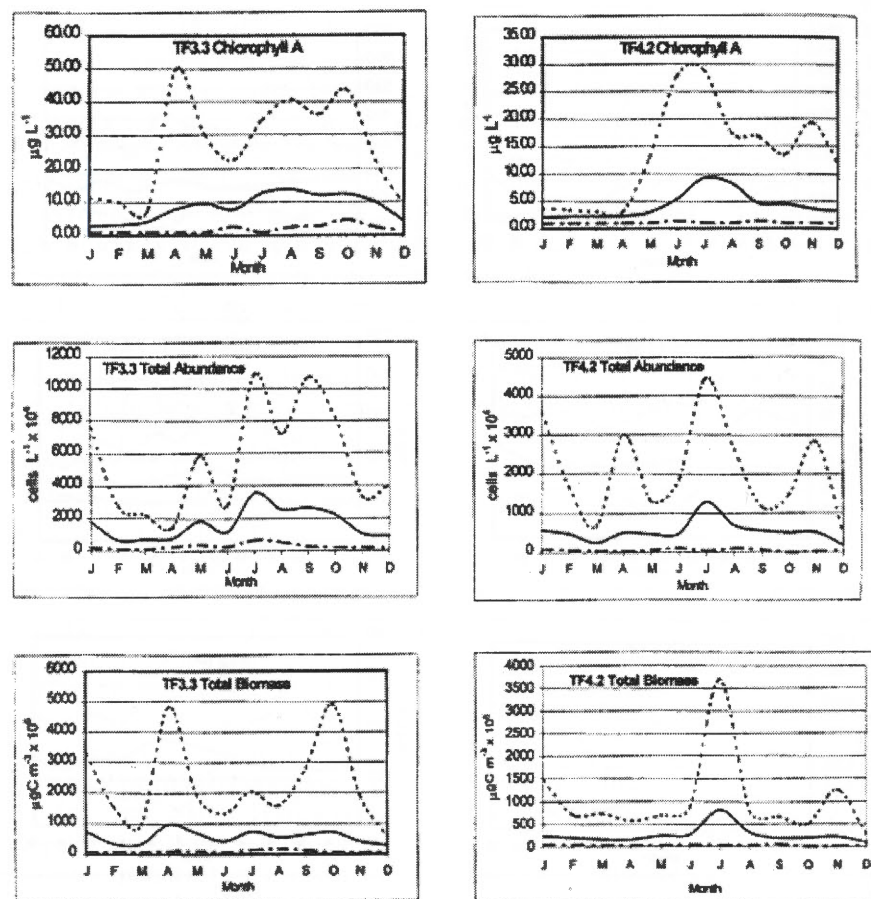 TF3.3 Chlorophyll A
60.00
50.00
40.00
30.00
20.00
10.00
0.00
µg L⁻¹
J F M A M J J A S O N D
Month
TF4.2 Chlorophyll A
35.00
30.00
25.00
20.00
15.00
10.00
5.00
0.00
µg L⁻¹
J F M A M J J A S O N D
Month
TF3.3 Total Abundance
12000
10000
8000
6000
4000
2000
0
cells L⁻¹ x 10⁶
J F M A M J J A S O N D
Month
TF4.2 Total Abundance
5000
4000
3000
2000
1000
0
cells L⁻¹ x 10⁶
J F M A M J J A S O N D
Month
TF3.3 Total Biomass
6000
5000
4000
3000
2000
1000
0
µgC m⁻³ x 10⁶
J F M A M J J A S O N D
Month
TF4.2 Total Biomass
4000
3500
3000
2500
2000
1500
1000
500
0
µgC m⁻³ x 10⁶
J F M A M J J A S O N D
Month